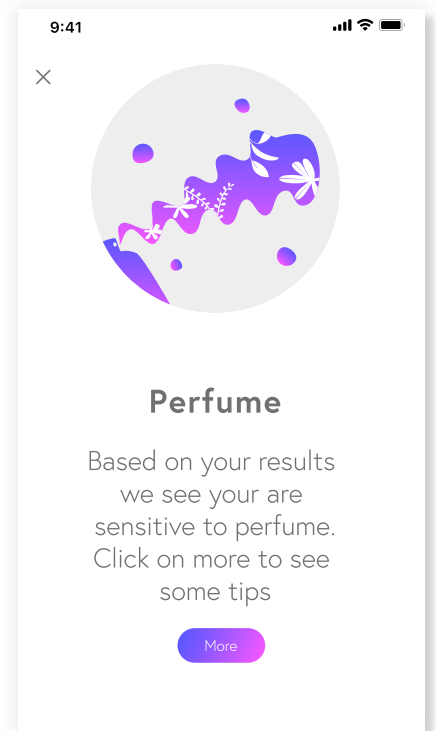 9:41
Perfume
Based on your results
we see your are
sensitive to perfume.
Click on more to see
some tips
More